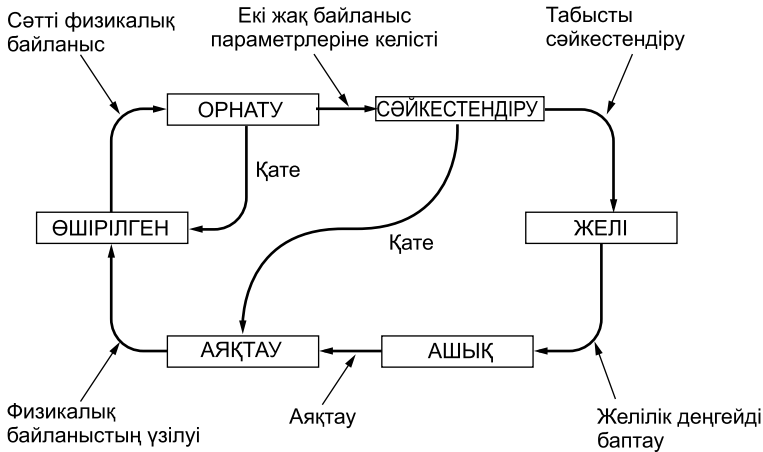 Сәтті физикалық
байланыс
Екі жақ байланыс
параметрлеріне келісті
Табысты
сәйкестендіру
ОРНАТУ
СӘЙКЕСТЕНДІРУ
Қате
ӨШІРІЛГЕН
Қате
ЖЕЛІ
АЯҚТАУ
АШЫҚ
Физикалық
байланыстың үзілуі
Аяқтау
Желілік деңгейді
баптау